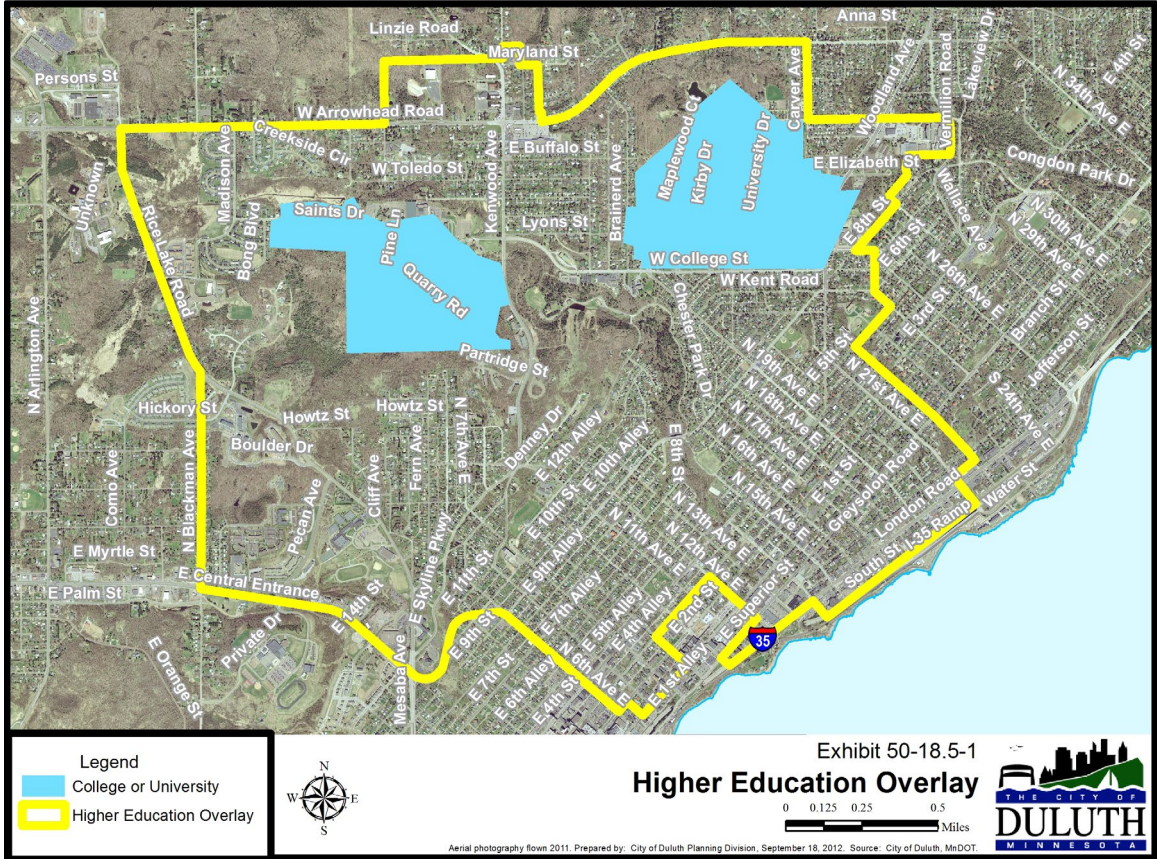 Linzie Road
Anna St
Maryland St
Persons St
Woodland Ave
Vermilion Road
Lakeview Dr
N 34th Ave E
E 4th St
Carver Ave
W Arrowhead Road
Madison Ave
Creekside Cir
W Toledo St
Kenwood Ave
E Buffalo St
Brainerd Ave
Maplewood Ct
Kirby Dr
University Dr
E Elizabeth St
Congdon Park Dr
Wallace Ave
Unknown
Rice Lake Road
Bong Blvd
Saints Dr
Pine Ln
Lyons St
Quarry Rd
W College St
W Kent Road
E 8th St
E 6th St
N 30th Ave E
N 29th Ave E
N 26th Ave E
E 3rd St
Branch St
Jefferson St
N Arlington Ave
Partridge St
Chester Park Dr
N 19th Ave E
E 5th St
N 21st Ave E
S 24th Ave E
Hickory St
Howtz St
Howtz St
Boulder Dr
N 7th Ave E
Denney Dr
E 12th Alley
E 10th Alley
N 18th Ave E
N 17th Ave E
N 16th Ave E
N 15th Ave E
E 1st St
Greysolon Road
London Road
Water St
I-35 Ramp
South St
Como Ave
N Blackman Ave
Pecan Ave
Cliff Ave
Fern Ave
E Skyline Pkwy
E 10th St
E 8th St
N 13th Ave E
N 12th Ave E
N 11th Ave E
E Myrtle St
E Palm St
E Central Entrance
E 11th St
E 9th Alley
E 7th Alley
E 5th Alley
E 4th Alley
E 2nd St
E Superior St
35
E 14th St
Private Dr
E Orange St
Mesaba Ave
E 9th St
E 7th St
E 6th Alley
E 4th St
N 6th Ave E
E 1st Alley
Legend
College or University
Higher Education Overlay
N
W E
S
Exhibit 50-18.5-1.
Higher Education Overlay
0 0.125 0.25 0.5
Miles
THE CITY OF
DULUTH
MINNESOTA
Aerial photography flown 2011. Prepared by: City of Duluth Planning Division, September 18, 2012. Source: City of Duluth, MnDOT.